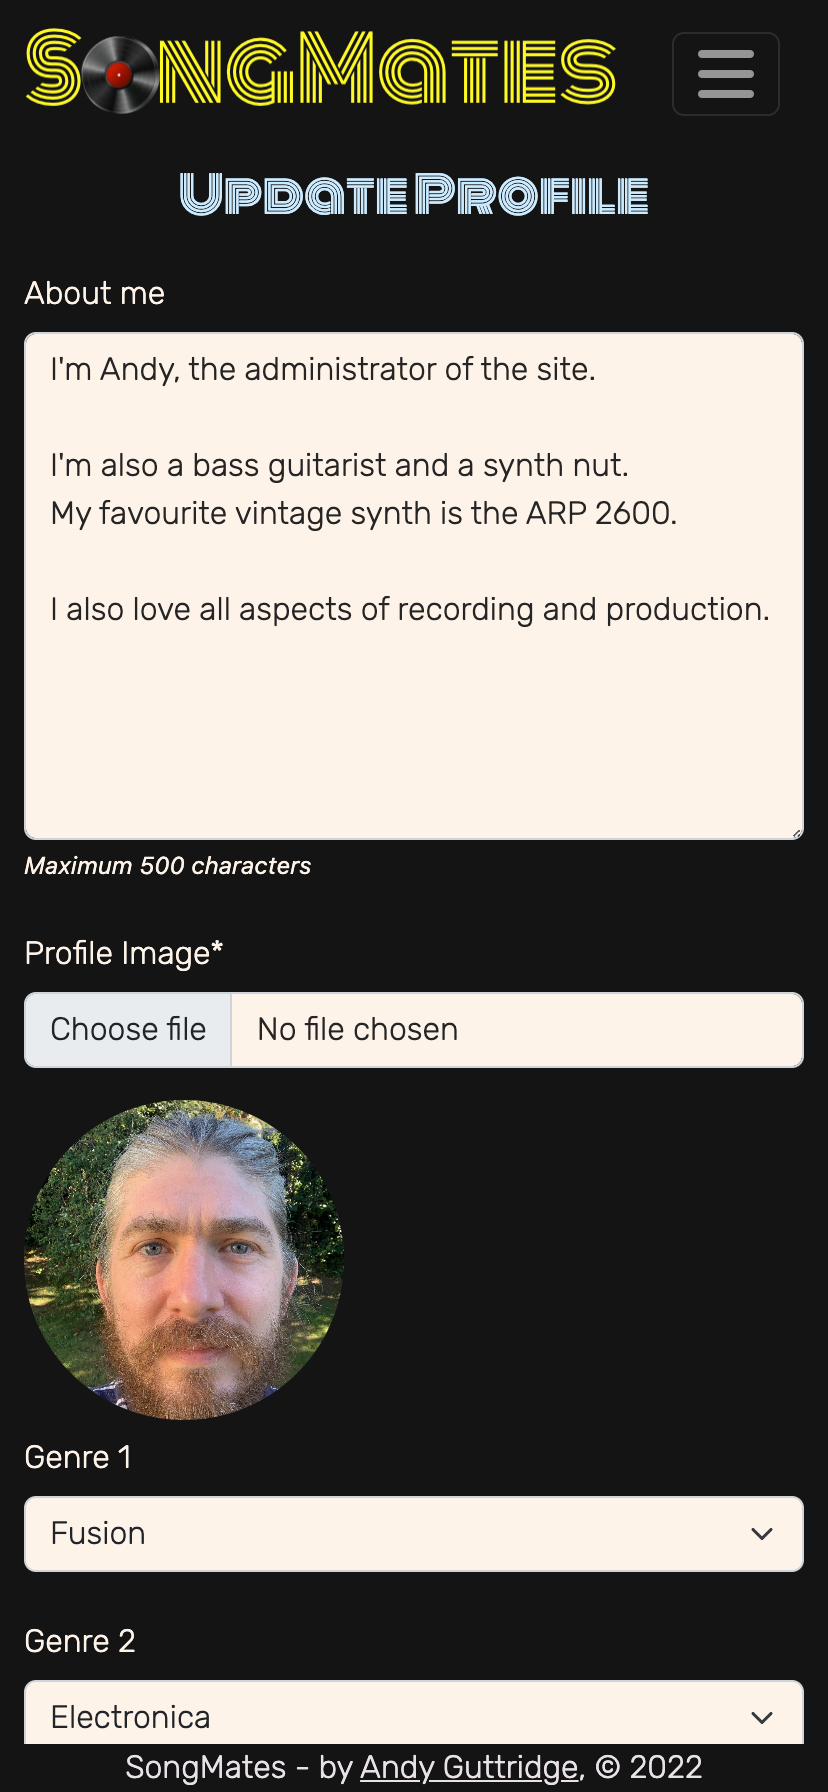 SongMates
Update Profile
About me
I'm Andy, the administrator of the site.
I'm also a bass guitarist and a synth nut.
My favourite vintage synth is the ARP 2600.
I also love all aspects of recording and production.
Maximum 500 characters
Profile Image*
Choose file No file chosen
Genre 1
Fusion
Genre 2
Electronica
SongMates - by Andy Guttridge, © 2022